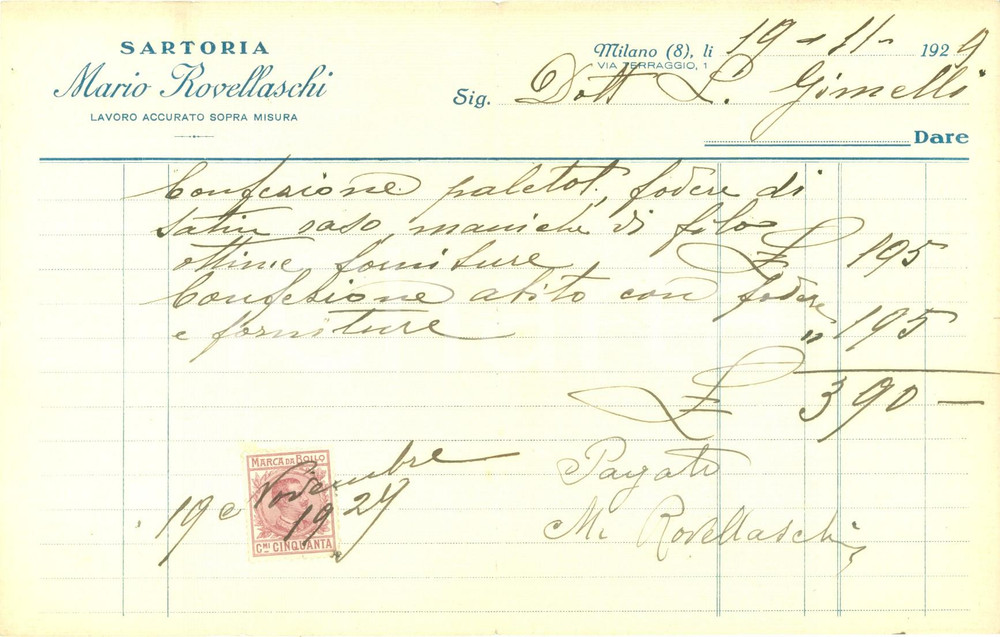 SARTORIA
Mario Rovellaschi
LAVORO ACCURATO SOPRA MISURA
Milano (8), li 19-11-1929
VIA TERRAGGIO, 1
Sig. Dott L. Gimelli
Dare
Confezione paletot, fodere di
satin raso maniche di filo
ottime forniture £ 195
Confezione abito con fodere
e forniture " 195
£ 390 —
MARCA DA BOLLO
19 Novembre
1929
CMI CINQUANTA
Pagato
M. Rovellaschi